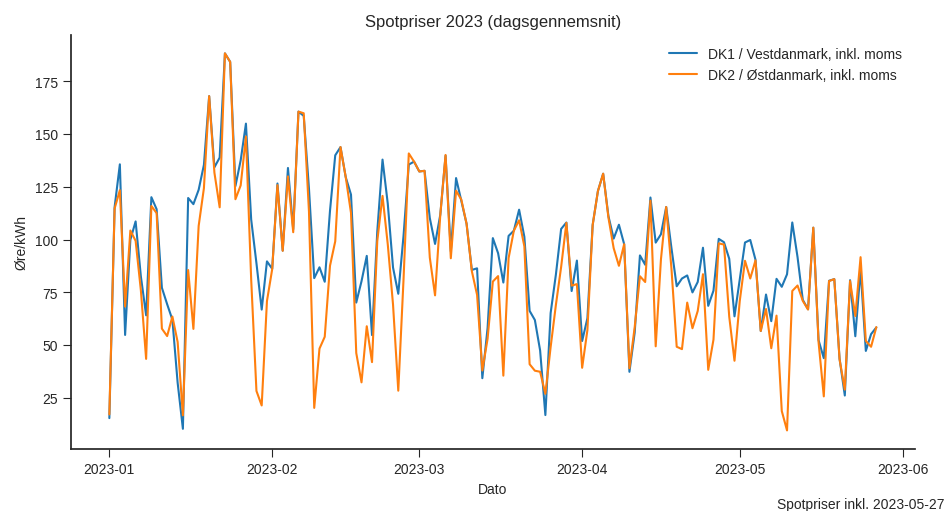 Spotpriser 2023 (dagsgennemsnit)
DK1 / Vestdanmark, inkl. moms
DK2 / Østdanmark, inkl. moms
Øre/kWh
175
150
125
100
75
50
25
2023-01
2023-02
2023-03
2023-04
2023-05
2023-06
Dato
Spotpriser inkl. 2023-05-27